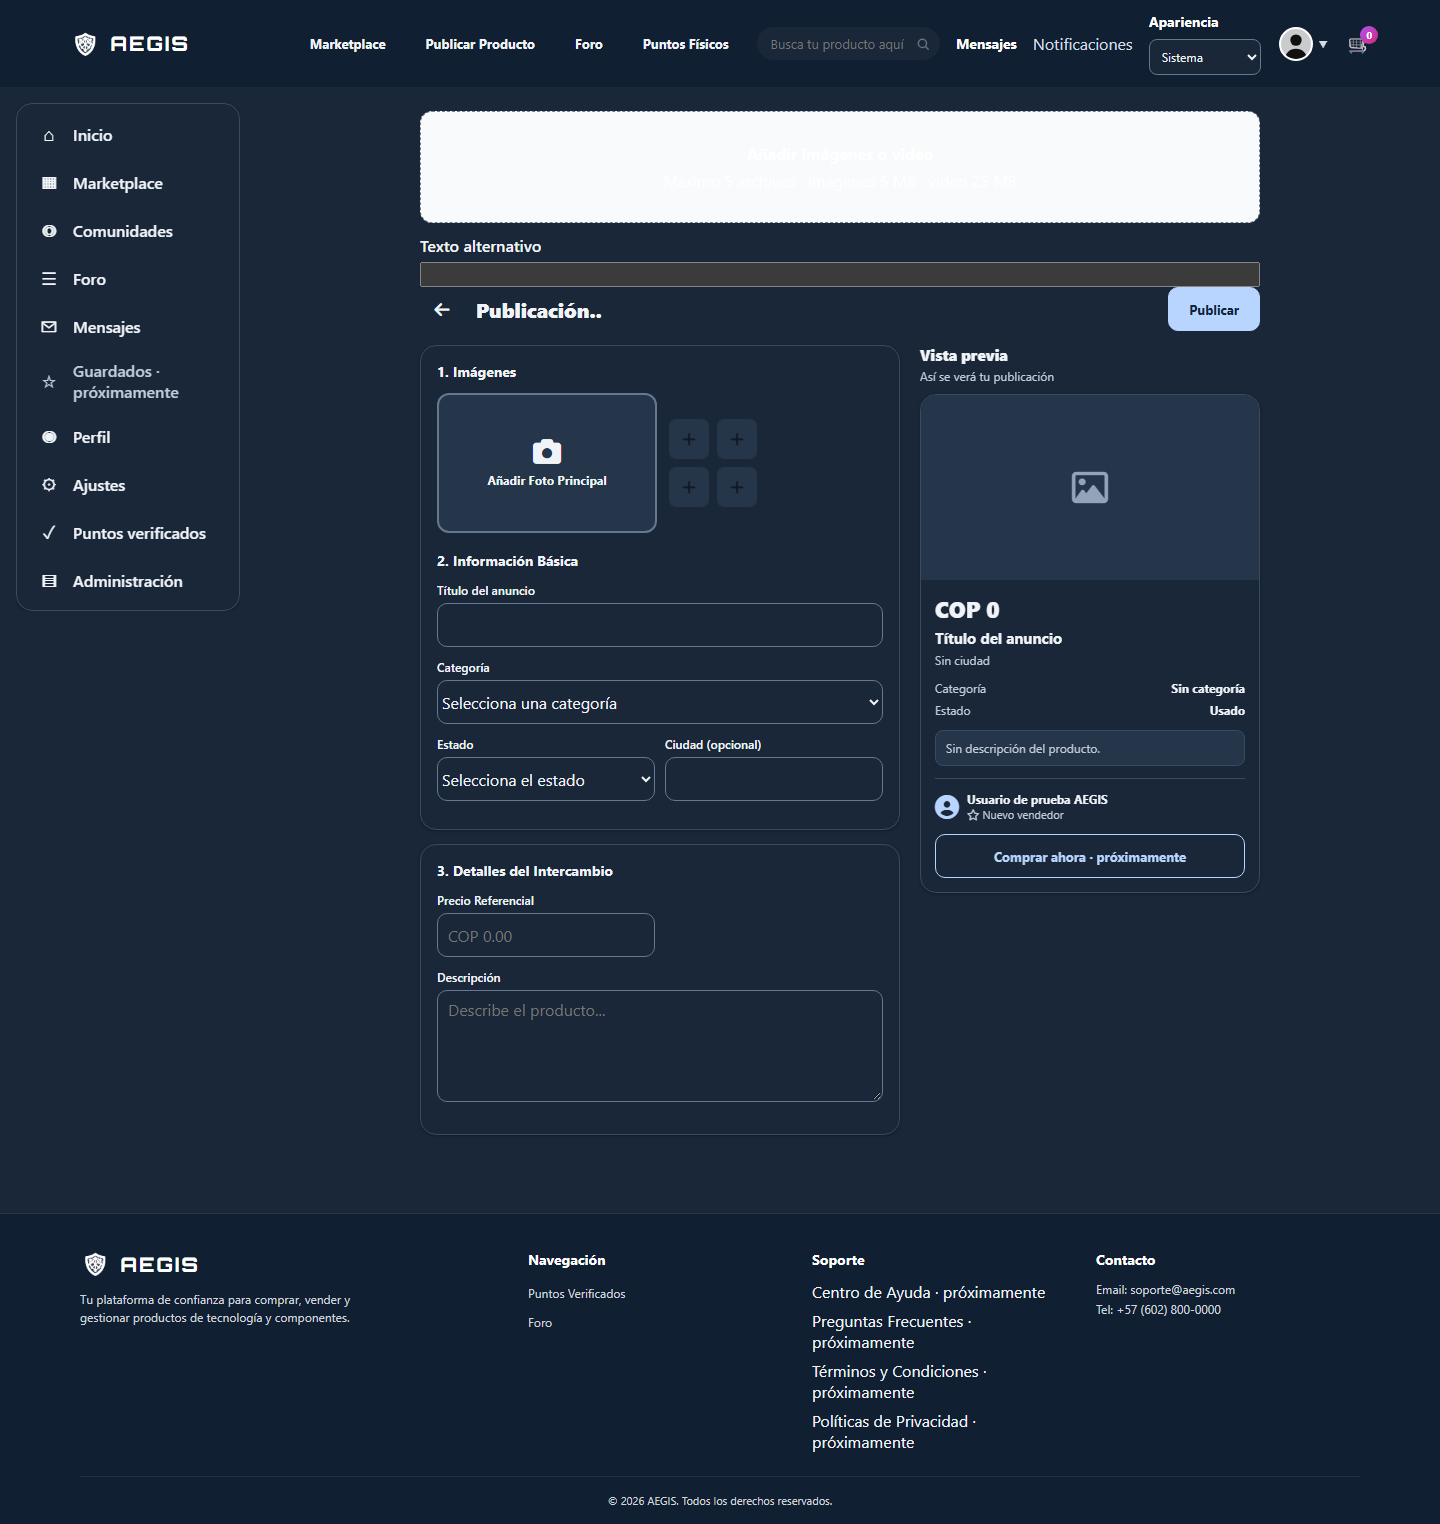 AEGIS
Marketplace
Publicar Producto
Foro
Puntos Físicos
Busca tu producto aquí
Mensajes
Notificaciones
Apariencia
Sistema
0
Inicio
Marketplace
Comunidades
Foro
Mensajes
Guardados ·
próximamente
Perfil
Ajustes
Puntos verificados
Administración
Añadir imágenes o video
Texto alternativo
Publicación..
Publicar
1. Imágenes
Añadir Foto Principal
2. Información Básica
Título del anuncio
Categoría
Selecciona una categoría
Estado
Ciudad (opcional)
Selecciona el estado
3. Detalles del Intercambio
Precio Referencial
COP 0.00
Descripción
Describe el producto...
Vista previa
Así se verá tu publicación
COP 0
Título del anuncio
Sin ciudad
Categoría Sin categoría
Estado Usado
Sin descripción del producto.
Usuario de prueba AEGIS
Nuevo vendedor
Comprar ahora · próximamente
AEGIS
Tu plataforma de confianza para comprar, vender y
gestionar productos de tecnología y componentes.
Navegación
Puntos Verificados
Foro
Soporte
Centro de Ayuda · próximamente
Preguntas Frecuentes ·
próximamente
Términos y Condiciones ·
próximamente
Políticas de Privacidad ·
próximamente
Contacto
Email: soporte@aegis.com
Tel: +57 (602) 800-0000
© 2026 AEGIS. Todos los derechos reservados.